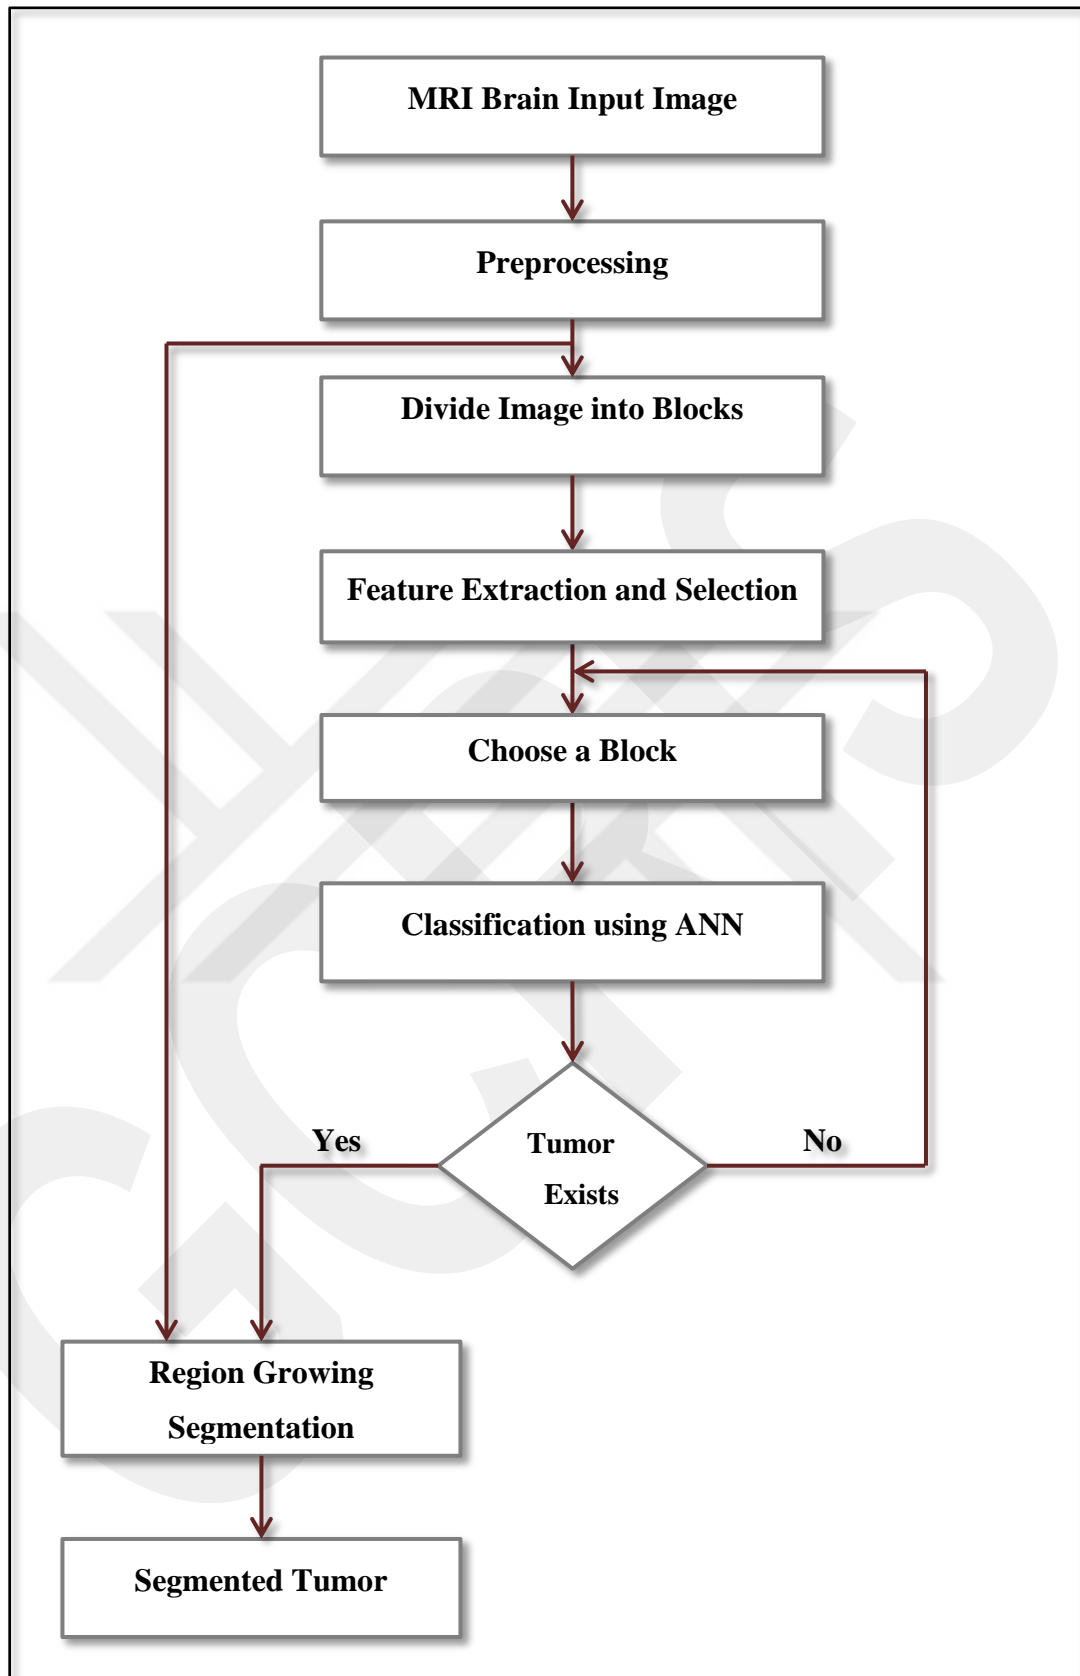 MRI Brain Input Image
Preprocessing
Divide Image into Blocks
Feature Extraction and Selection
Choose a Block
Classification using ANN
Yes
Tumor
Exists
No
Region Growing
Segmentation
Segmented Tumor
GCRIS